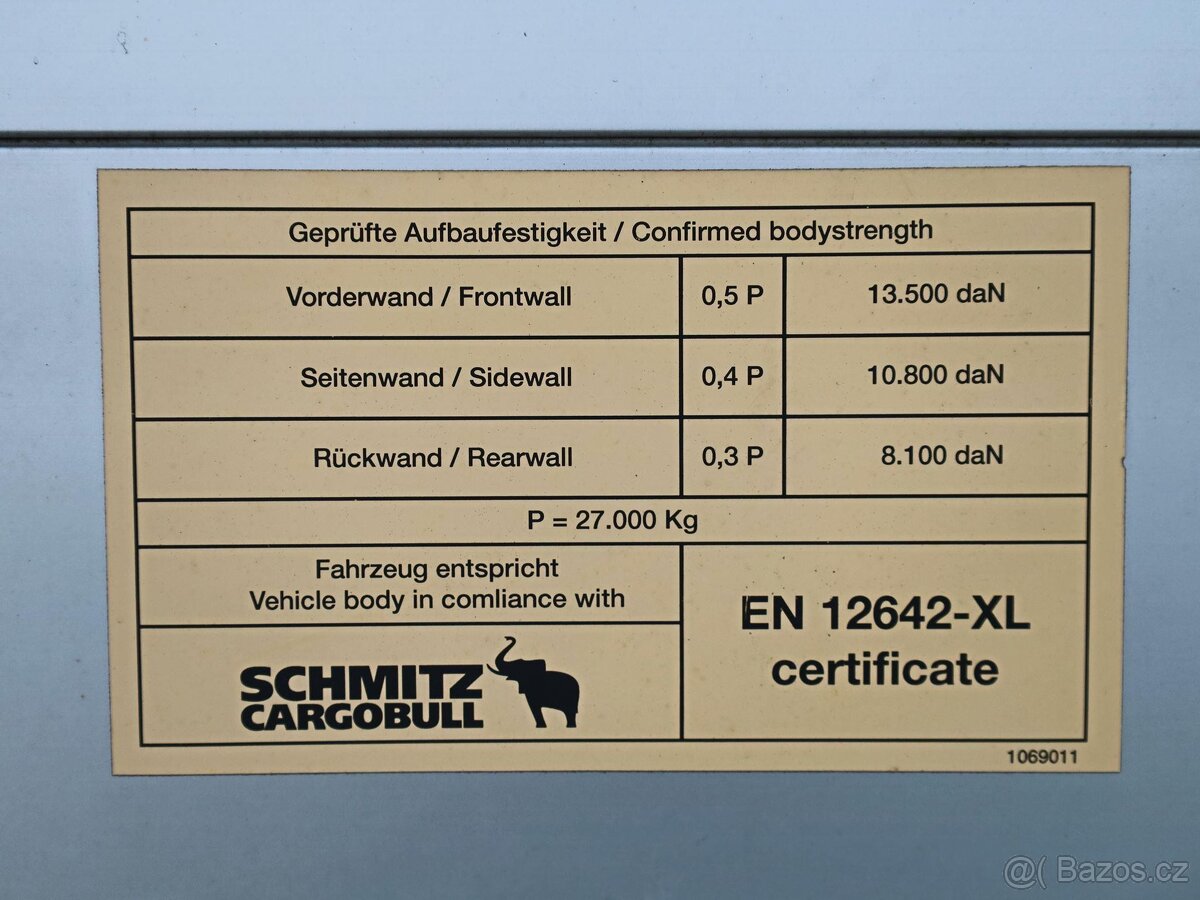 Geprüfte Aufbaufestigkeit / Confirmed bodystrength
Vorderwand / Frontwall 0,5 P 13.500 daN
Seitenwand / Sidewall 0,4 P 10.800 daN
Rückwand / Rearwall 0,3 P 8.100 daN
P = 27.000 Kg
Fahrzeug entspricht
Vehicle body in comliance with
EN 12642-XL
certificate
SCHMITZ
CARGOBULL
1069011
@( Bazos.cz